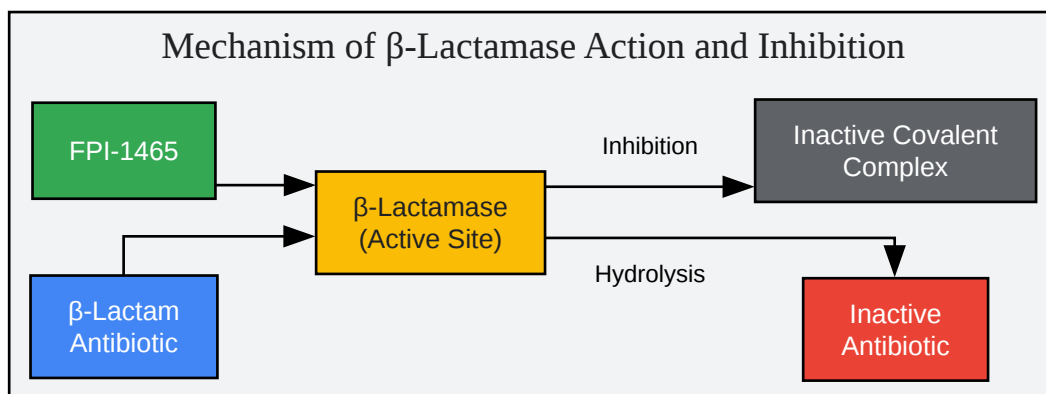 Mechanism of β-Lactamase Action and Inhibition
FPI-1465
Inhibition
Inactive Covalent
Complex
β-Lactamase
(Active Site)
Hydrolysis
β-Lactam
Antibiotic
Inactive
Antibiotic